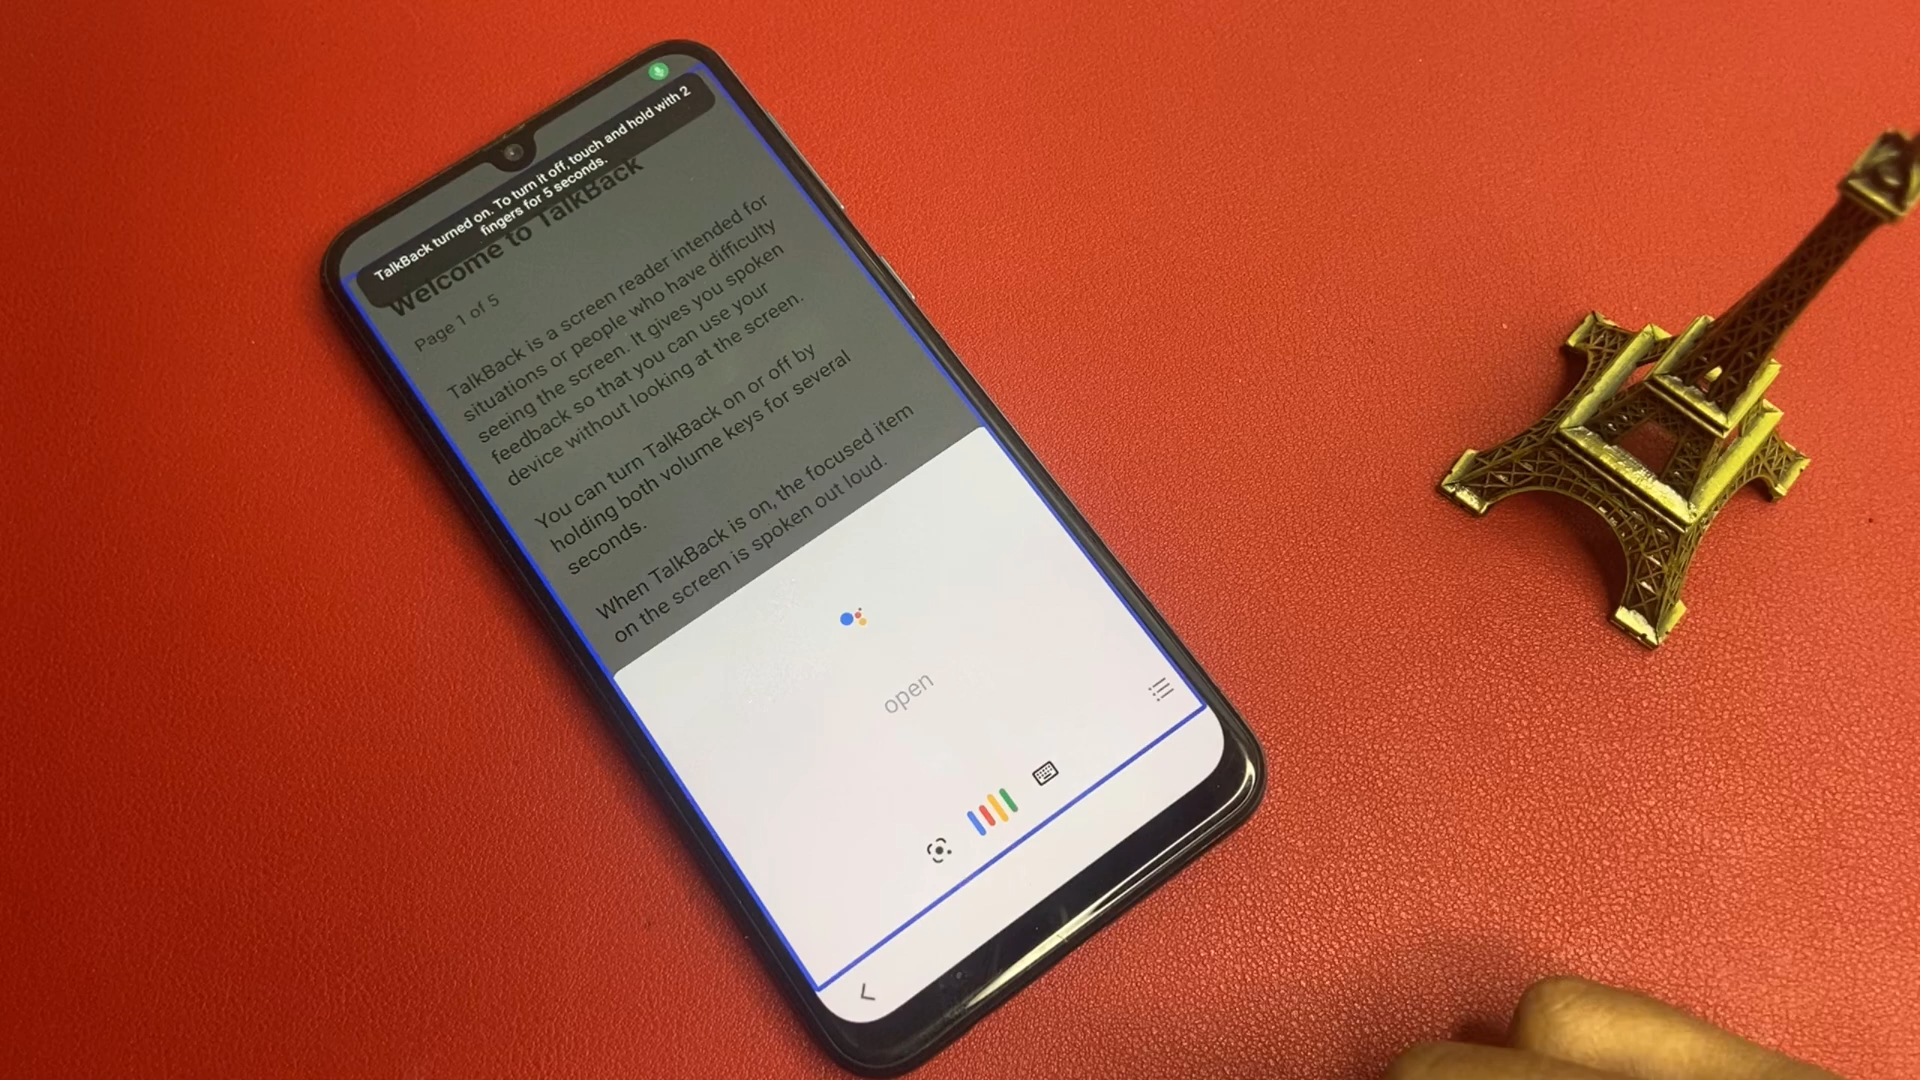 TalkBack turned on. To turn it off, touch and hold with 2
fingers for 5 seconds.
Welcome to TalkBack
Page 1 of 5
TalkBack is a screen reader intended for
situations or people who have difficulty
seeing the screen. It gives you spoken
feedback so that you can use your
device without looking at the screen.
You can turn TalkBack on or off by
holding both volume keys for several
seconds.
When TalkBack is on, the focused item
on the screen is spoken out loud.
open